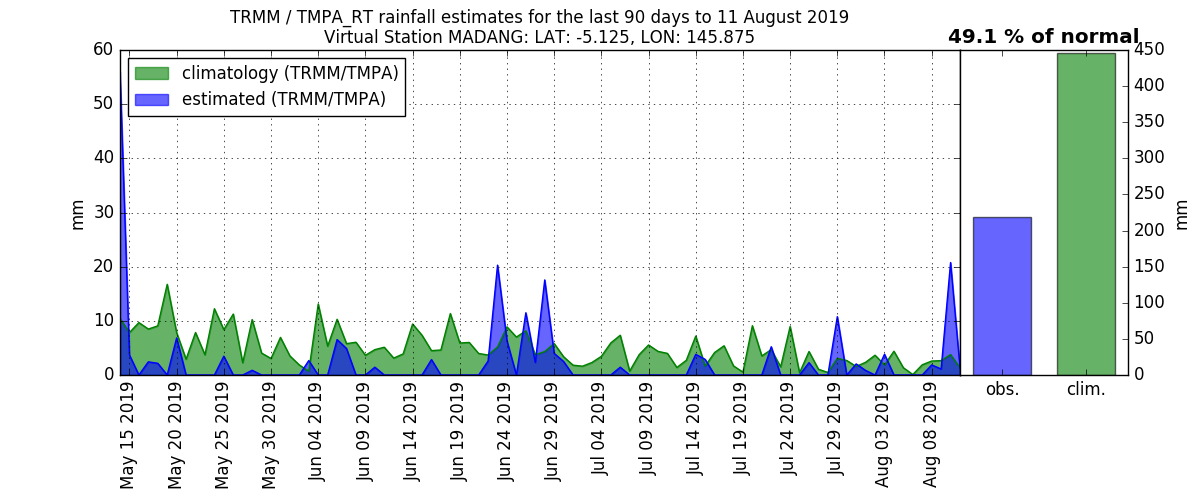 TRMM / TMPA_RT rainfall estimates for the last 90 days to 11 August 2019
Virtual Station MADANG: LAT: -5.125, LON: 145.875
49.1 % of normal
climatology (TRMM/TMPA)
estimated (TRMM/TMPA)
mm
60
50
40
30
20
10
0
May 15 2019
May 20 2019
May 25 2019
May 30 2019
Jun 04 2019
Jun 09 2019
Jun 14 2019
Jun 19 2019
Jun 24 2019
Jun 29 2019
Jul 04 2019
Jul 09 2019
Jul 14 2019
Jul 19 2019
Jul 24 2019
Jul 29 2019
Aug 03 2019
Aug 08 2019
obs.
clim.
450
400
350
300
250
200
150
100
50
0
mm